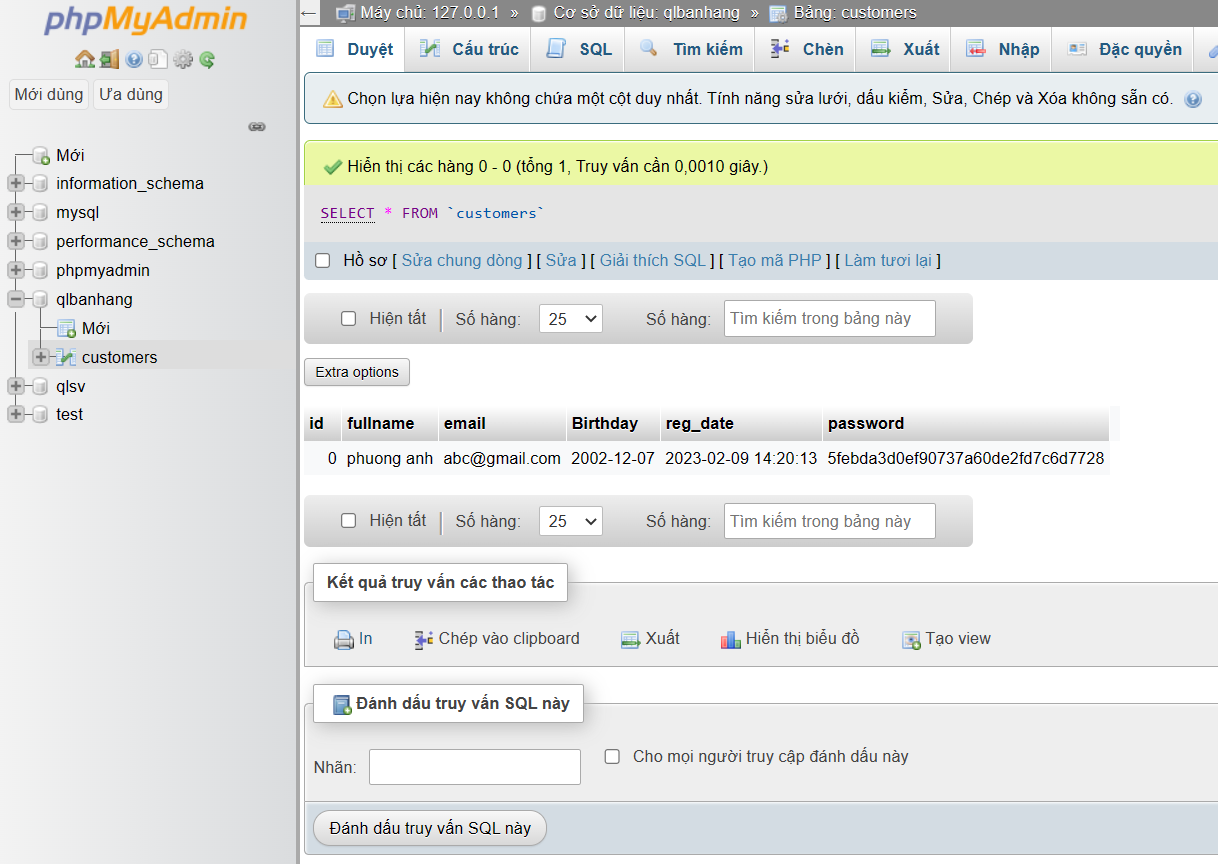 phpMyAdmin
Mới dùng Ưa dùng
Mới
information_schema
mysql
performance_schema
phpmyadmin
qlbanhang
Mới
customers
qlsv
test
← Máy chủ: 127.0.0.1 » Cơ sở dữ liệu: qlbanhang » Bảng: customers
Duyệt Cấu trúc SQL Tìm kiếm Chèn Xuất Nhập Đặc quyền
Chọn lựa hiện nay không chứa một cột duy nhất. Tính năng sửa lưới, dấu kiểm, Sửa, Chép và Xóa không sẵn có.
Hiển thị các hàng 0 - 0 (tổng 1, Truy vấn cần 0,0010 giây.)
SELECT * FROM `customers`
Hồ sơ [ Sửa chung dòng ] [ Sửa ] [ Giải thích SQL ] [ Tạo mã PHP ] [ Làm tươi lại ]
Hiện tất Số hàng: 25 Số hàng: Tìm kiếm trong bảng này
Extra options
id fullname email Birthday reg_date password
0 phuong anh abc@gmail.com 2002-12-07 2023-02-09 14:20:13 5febda3d0ef90737a60de2fd7c6d7728
Hiện tất Số hàng: 25 Số hàng: Tìm kiếm trong bảng này
Kết quả truy vấn các thao tác
In Chép vào clipboard Xuất Hiển thị biểu đồ Tạo view
Đánh dấu truy vấn SQL này
Nhãn: Cho mọi người truy cập đánh dấu này
Đánh dấu truy vấn SQL này